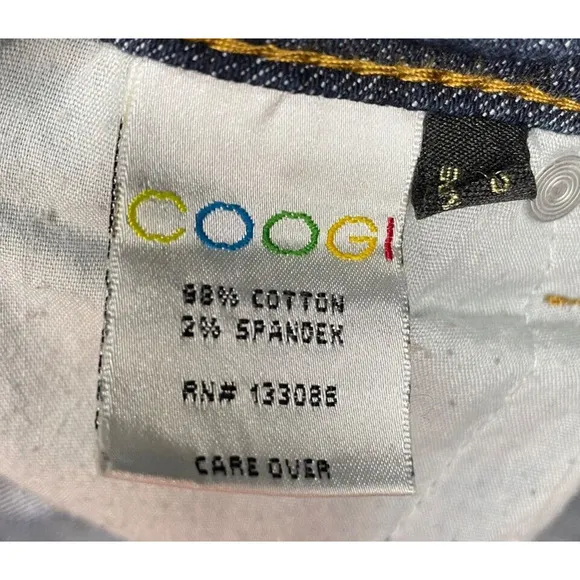 COOGI
98% COTTON
2% SPANDEX
RN# 133086
CARE OVER